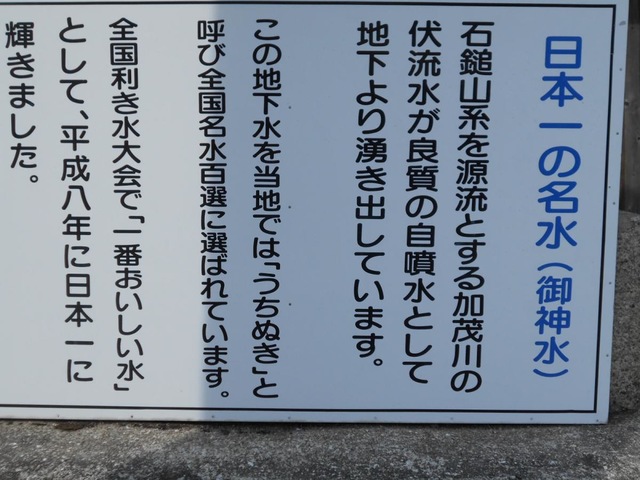 日本一の名水(御神水)
石鎚山系を源流とする加茂川の
伏流水が良質の自噴水として
地下より湧き出しています。
この地下水を当地では「うちぬき」と
呼び全国名水百選に選ばれています。
全国利き水大会で「一番おいしい水」
として、平成八年に日本一に
輝きました。